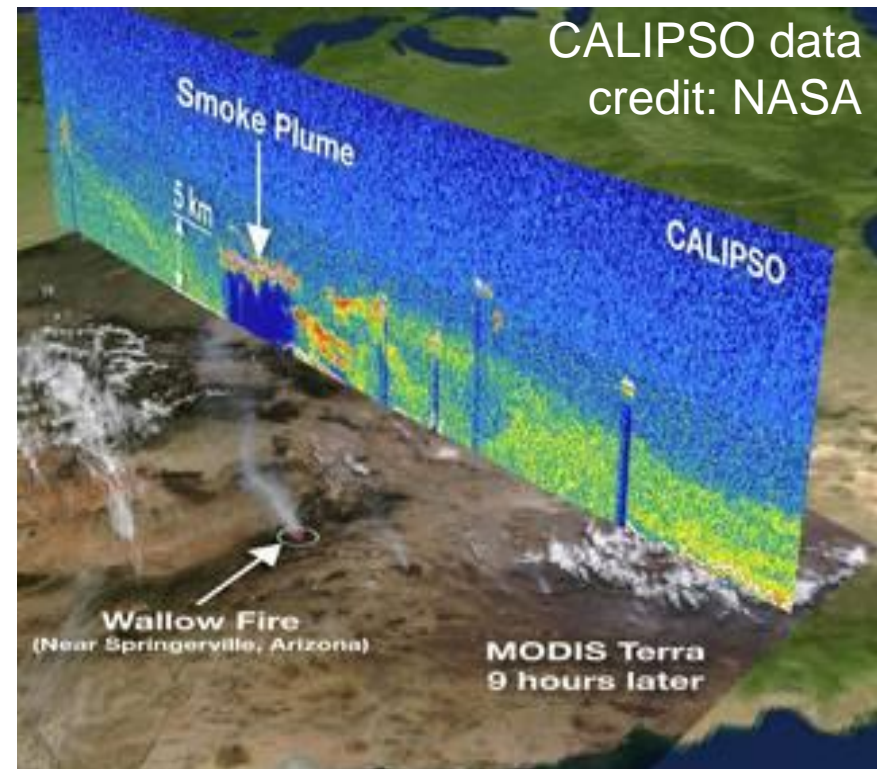 CALIPSO data
credit: NASA
Smoke Plume
5 km
CALIPSO
Wallow Fire
(Near Springerville, Arizona)
MODIS Terra
9 hours later